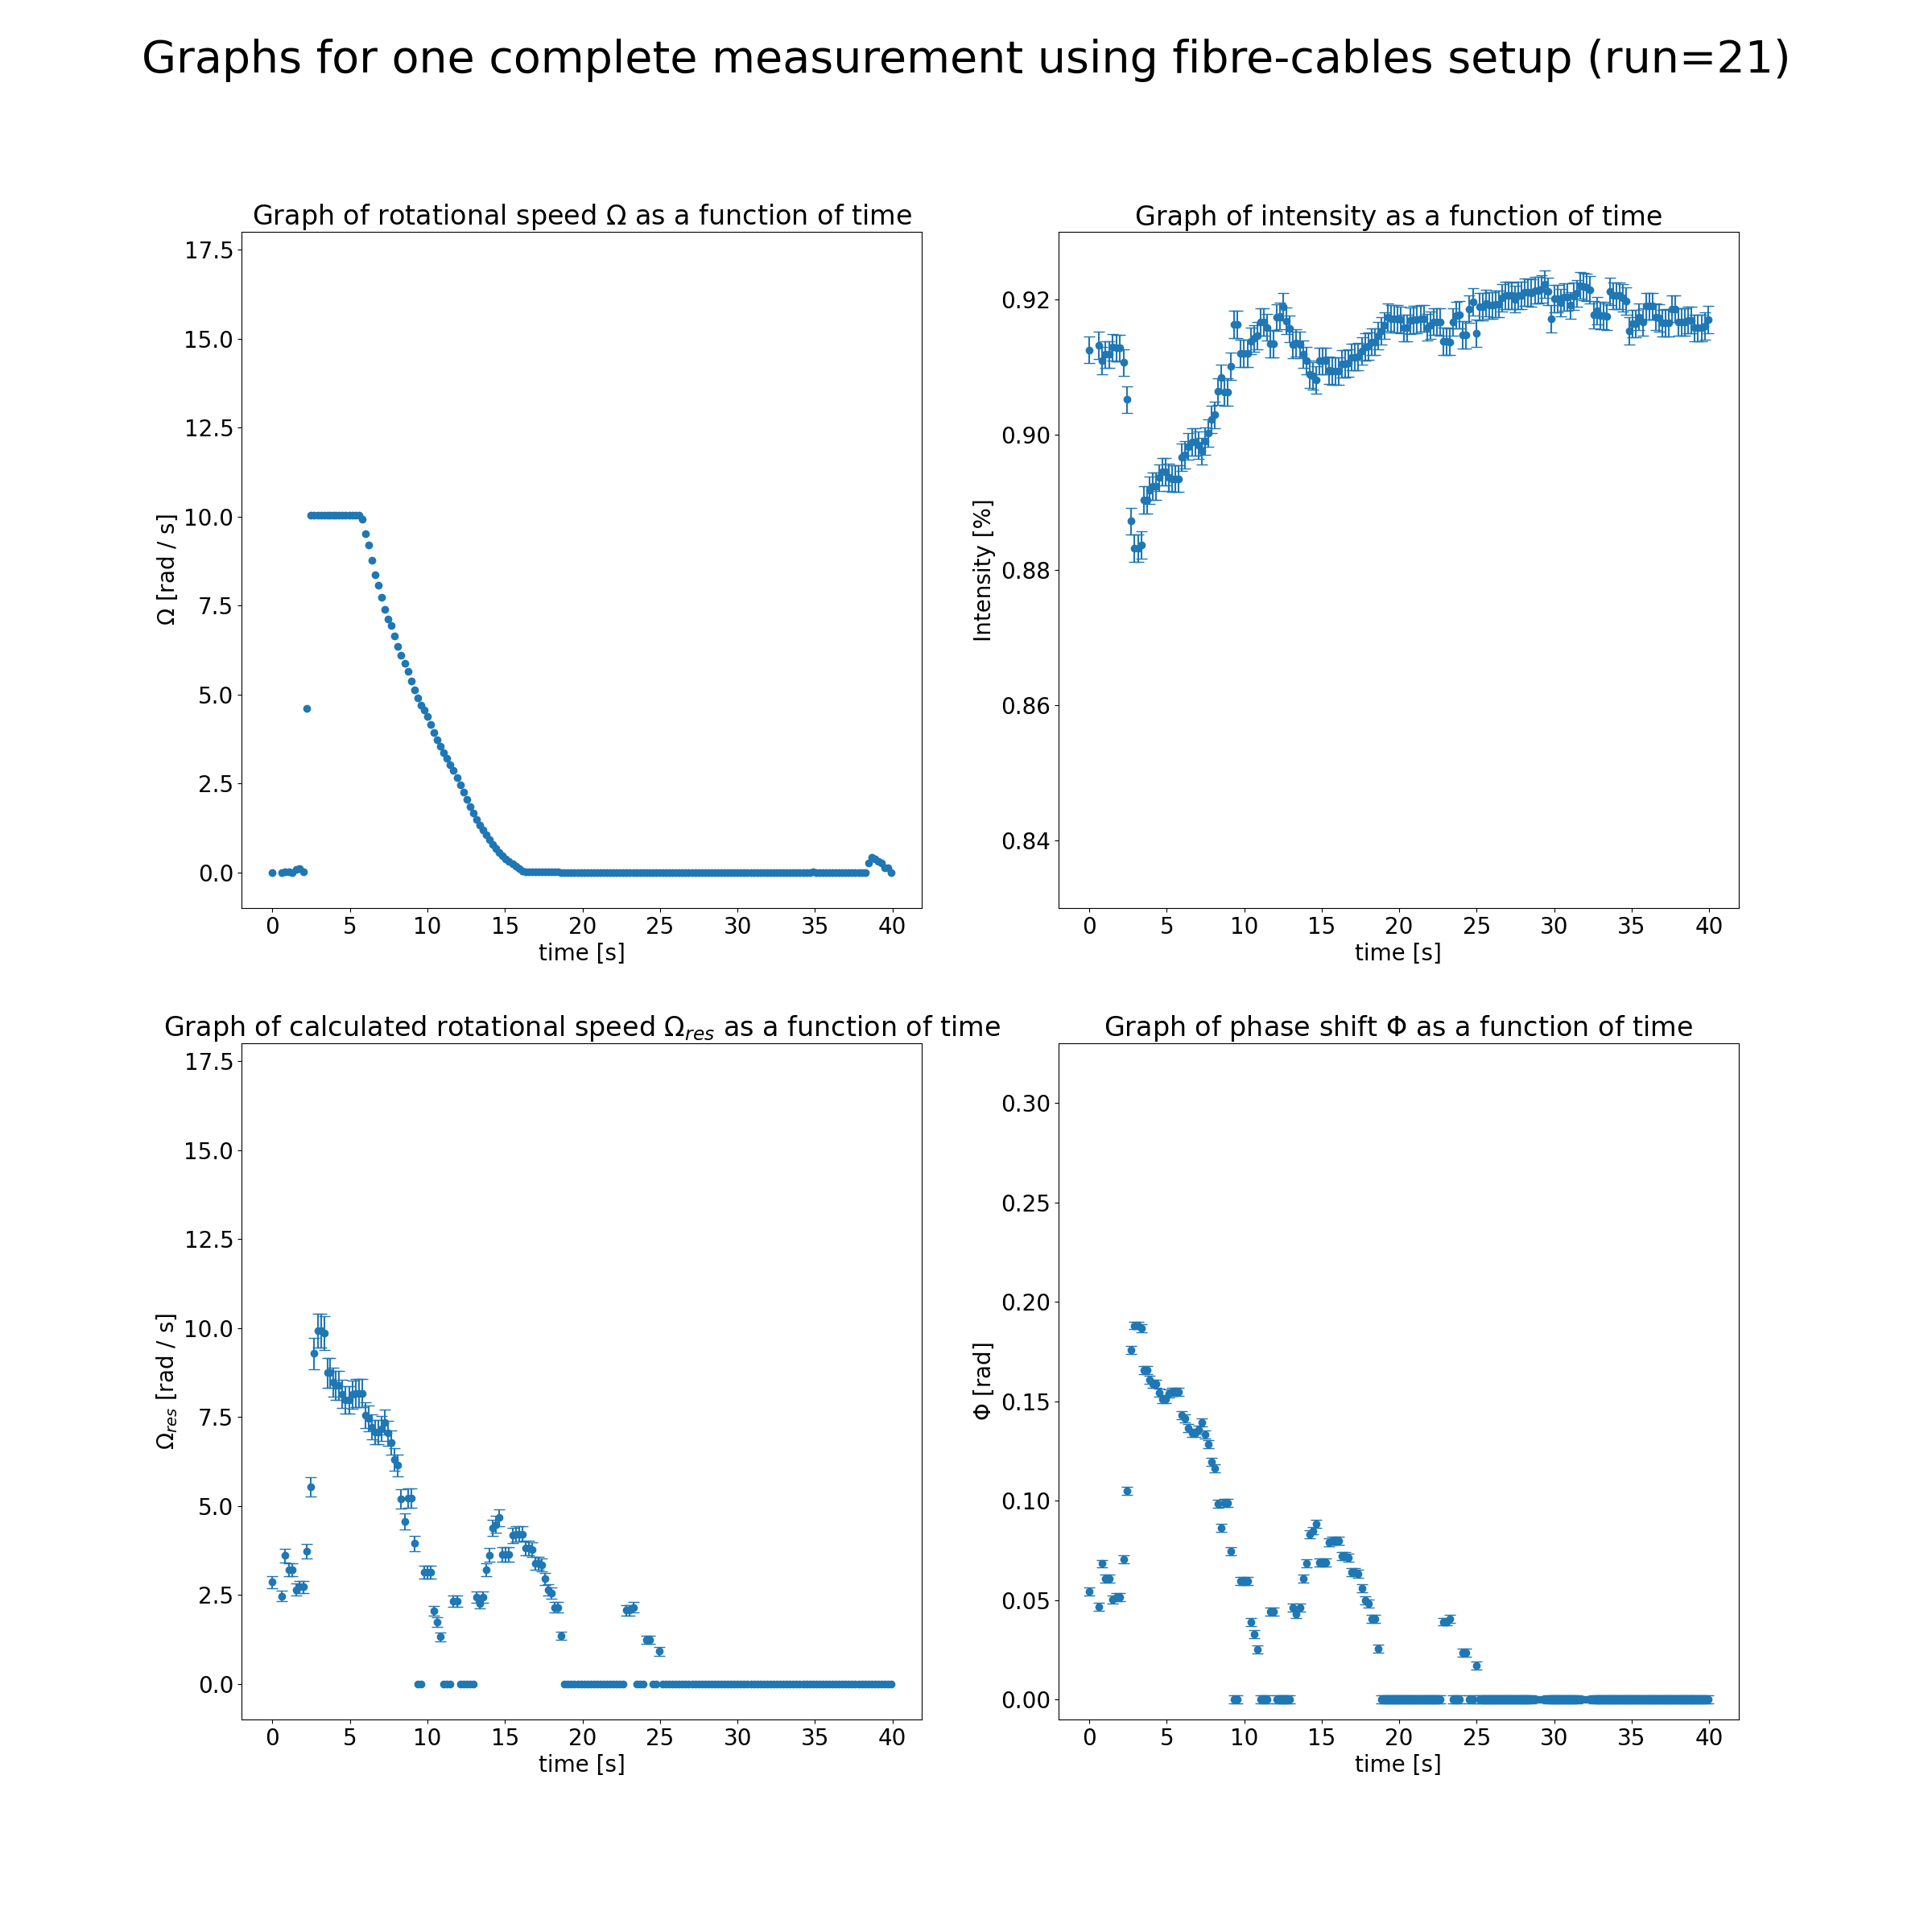 Graphs for one complete measurement using fibre-cables setup (run=21)
Graph of rotational speed Ω as a function of time
17.5
15.0
12.5
10.0
7.5
5.0
2.5
0.0
Ω [rad / s]
0 5 10 15 20 25 30 35 40
time [s]
Graph of intensity as a function of time
0.92
0.90
0.88
0.86
0.84
Intensity [%]
0 5 10 15 20 25 30 35 40
time [s]
Graph of calculated rotational speed Ω_res as a function of time
17.5
15.0
12.5
10.0
7.5
5.0
2.5
0.0
Ω_res [rad / s]
0 5 10 15 20 25 30 35 40
time [s]
Graph of phase shift Φ as a function of time
0.30
0.25
0.20
0.15
0.10
0.05
0.00
Φ [rad]
0 5 10 15 20 25 30 35 40
time [s]